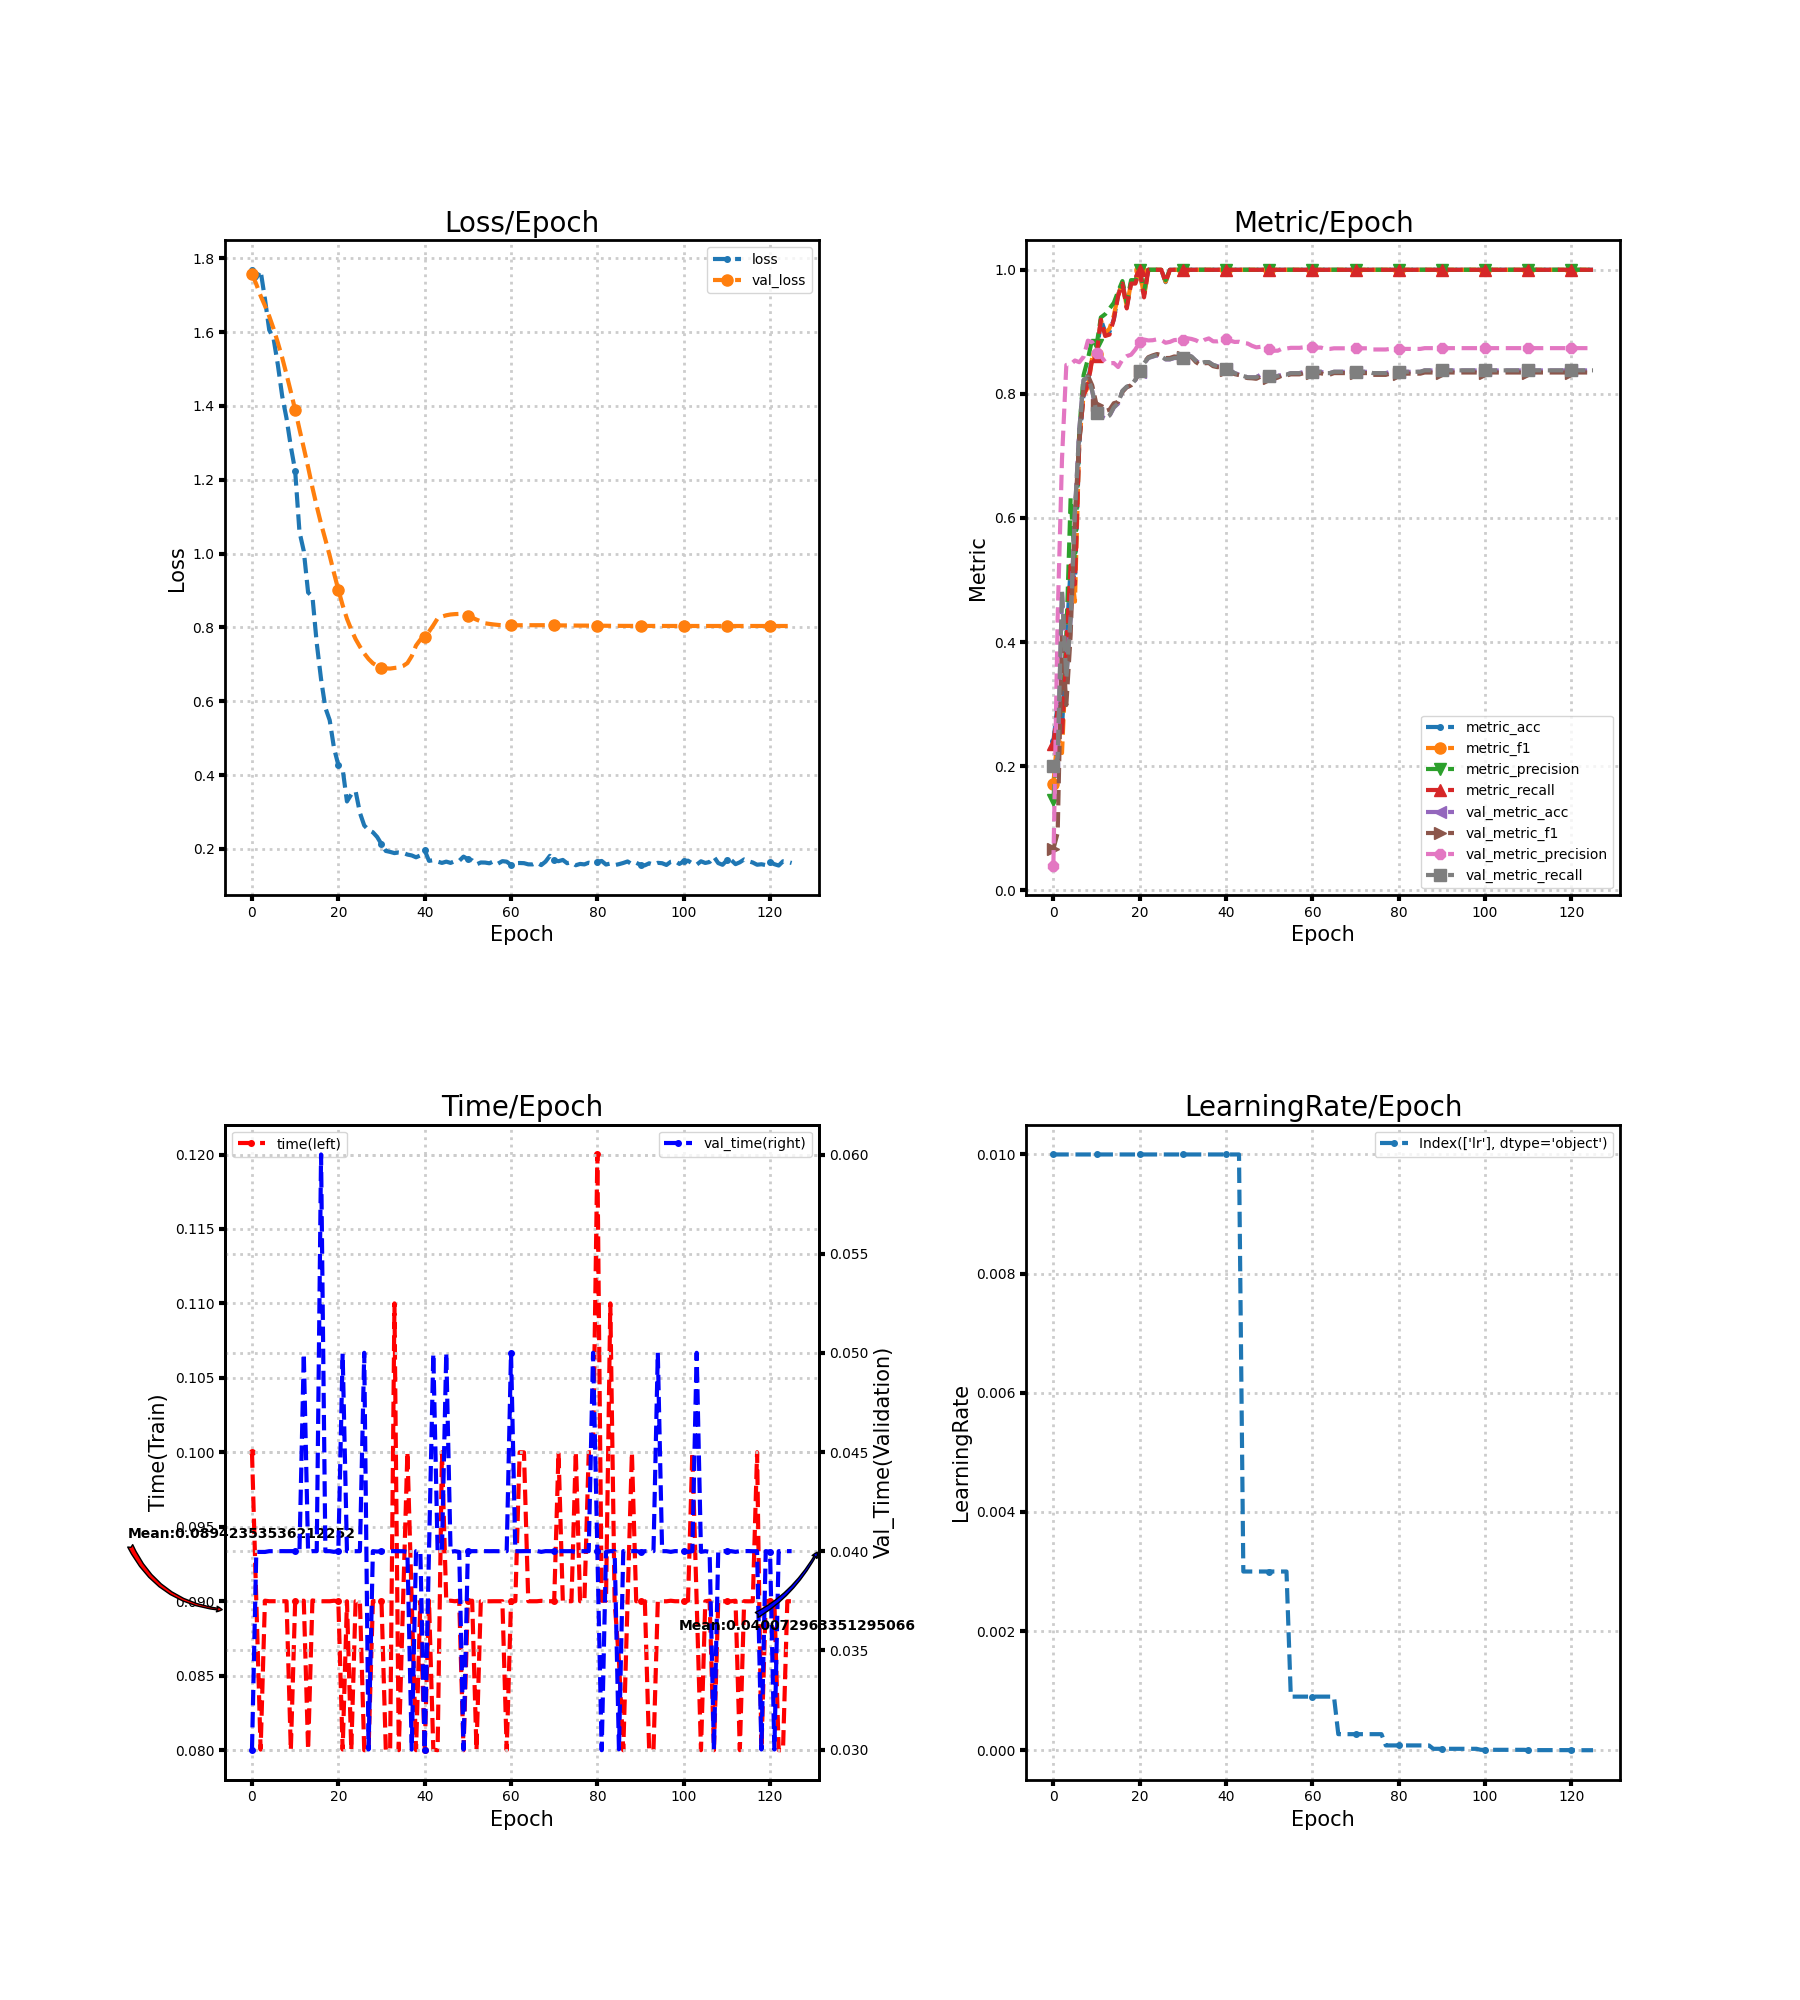 Loss/Epoch
1.8
1.6
1.4
1.2
1.0
0.8
0.6
0.4
0.2
Loss
loss
val_loss
0 20 40 60 80 100 120
Epoch
Metric/Epoch
1.0
0.8
0.6
0.4
0.2
0.0
Metric
metric_acc
metric_f1
metric_precision
metric_recall
val_metric_acc
val_metric_f1
val_metric_precision
val_metric_recall
0 20 40 60 80 100 120
Epoch
Time/Epoch
time(left)
val_time(right)
0.120
0.115
0.110
0.105
0.100
0.095
0.090
0.085
0.080
Time(Train)
Mean:0.08942353536212252
0.060
0.055
0.050
0.045
0.040
0.035
0.030
Val_Time(Validation)
Mean:0.040072963351295066
0 20 40 60 80 100 120
Epoch
LearningRate/Epoch
Index(['lr'], dtype='object')
0.010
0.008
0.006
0.004
0.002
0.000
LearningRate
0 20 40 60 80 100 120
Epoch